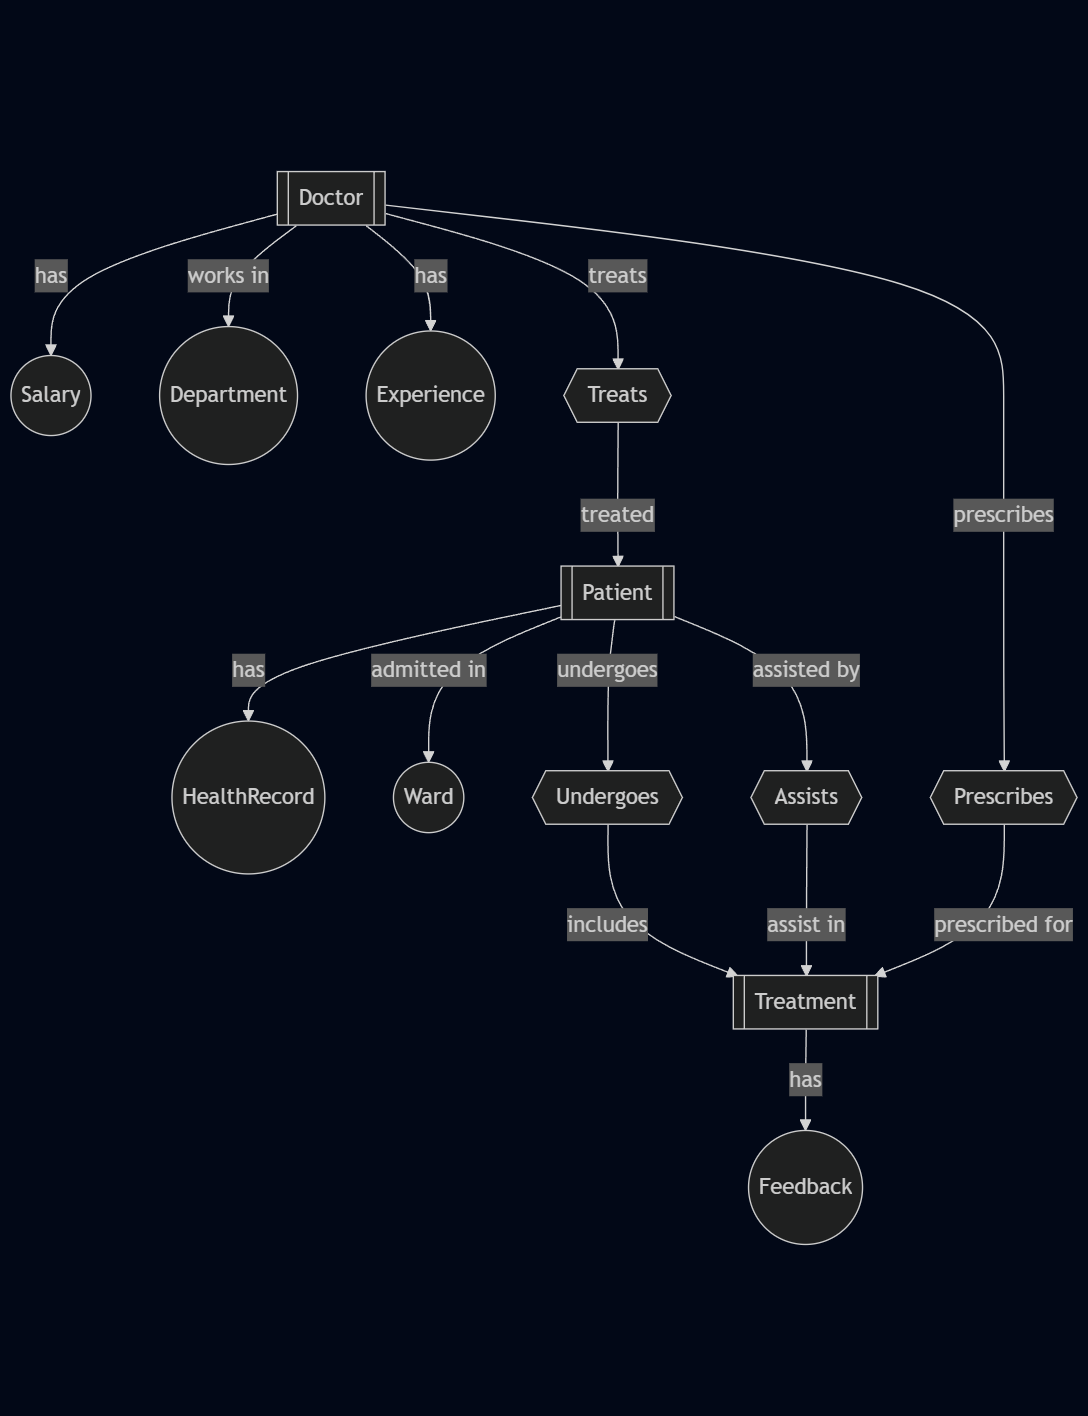 Doctor
has
works in
has
treats
Salary
Department
Experience
Treats
treated
prescribes
Patient
has
admitted in
undergoes
assisted by
HealthRecord
Ward
Undergoes
Assists
Prescribes
includes
assist in
prescribed for
Treatment
has
Feedback